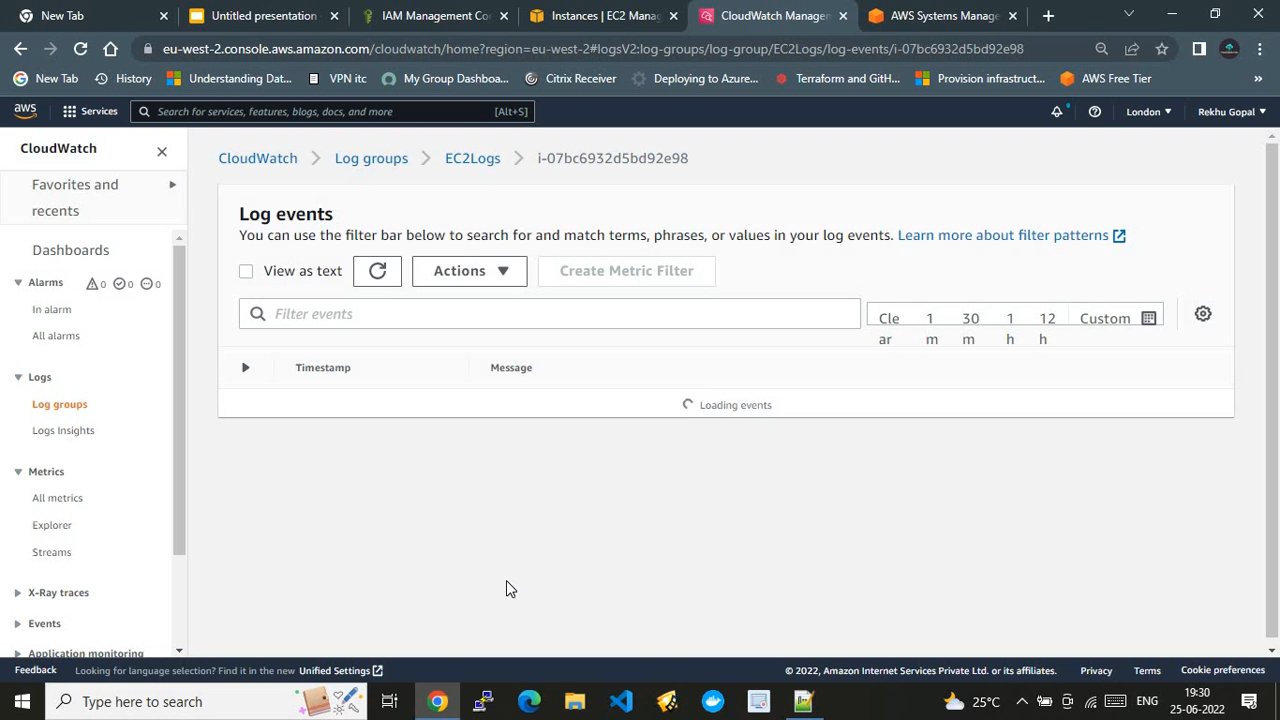 New Tab
Untitled presentation
IAM Management Co
Instances | EC2 Manag
CloudWatch Manager
AWS Systems Manage
eu-west-2.console.aws.amazon.com/cloudwatch/home?region=eu-west-2#logsV2:log-groups/log-group/EC2Logs/log-events/i-07bc6932d5bd92e98
New Tab
History
Understanding Dat...
VPN itc
My Group Dashboa...
Citrix Receiver
Deploying to Azure...
Terraform and GitH...
Provision infrastruct...
AWS Free Tier
»
aws
Services
Search for services, features, blogs, docs, and more
[Alt+S]
London
Rekhu Gopal
CloudWatch
Favorites and
recents
Dashboards
Alarms
0
0
0
In alarm
All alarms
Logs
Log groups
Logs Insights
Metrics
All metrics
Explorer
Streams
X-Ray traces
Events
Application monitoring
CloudWatch
Log groups
EC2Logs
i-07bc6932d5bd92e98
Log events
You can use the filter bar below to search for and match terms, phrases, or values in your log events. Learn more about filter patterns
View as text
Actions
Create Metric Filter
Filter events
Cle
ar
1
m
30
m
1
h
12
h
Custom
Timestamp
Message
Loading events
Feedback
Looking for language selection? Find it in the new Unified Settings
© 2022, Amazon Internet Services Private Ltd. or its affiliates.
Privacy
Terms
Cookie preferences
Type here to search
25°C
ENG
19:30
25-06-2022